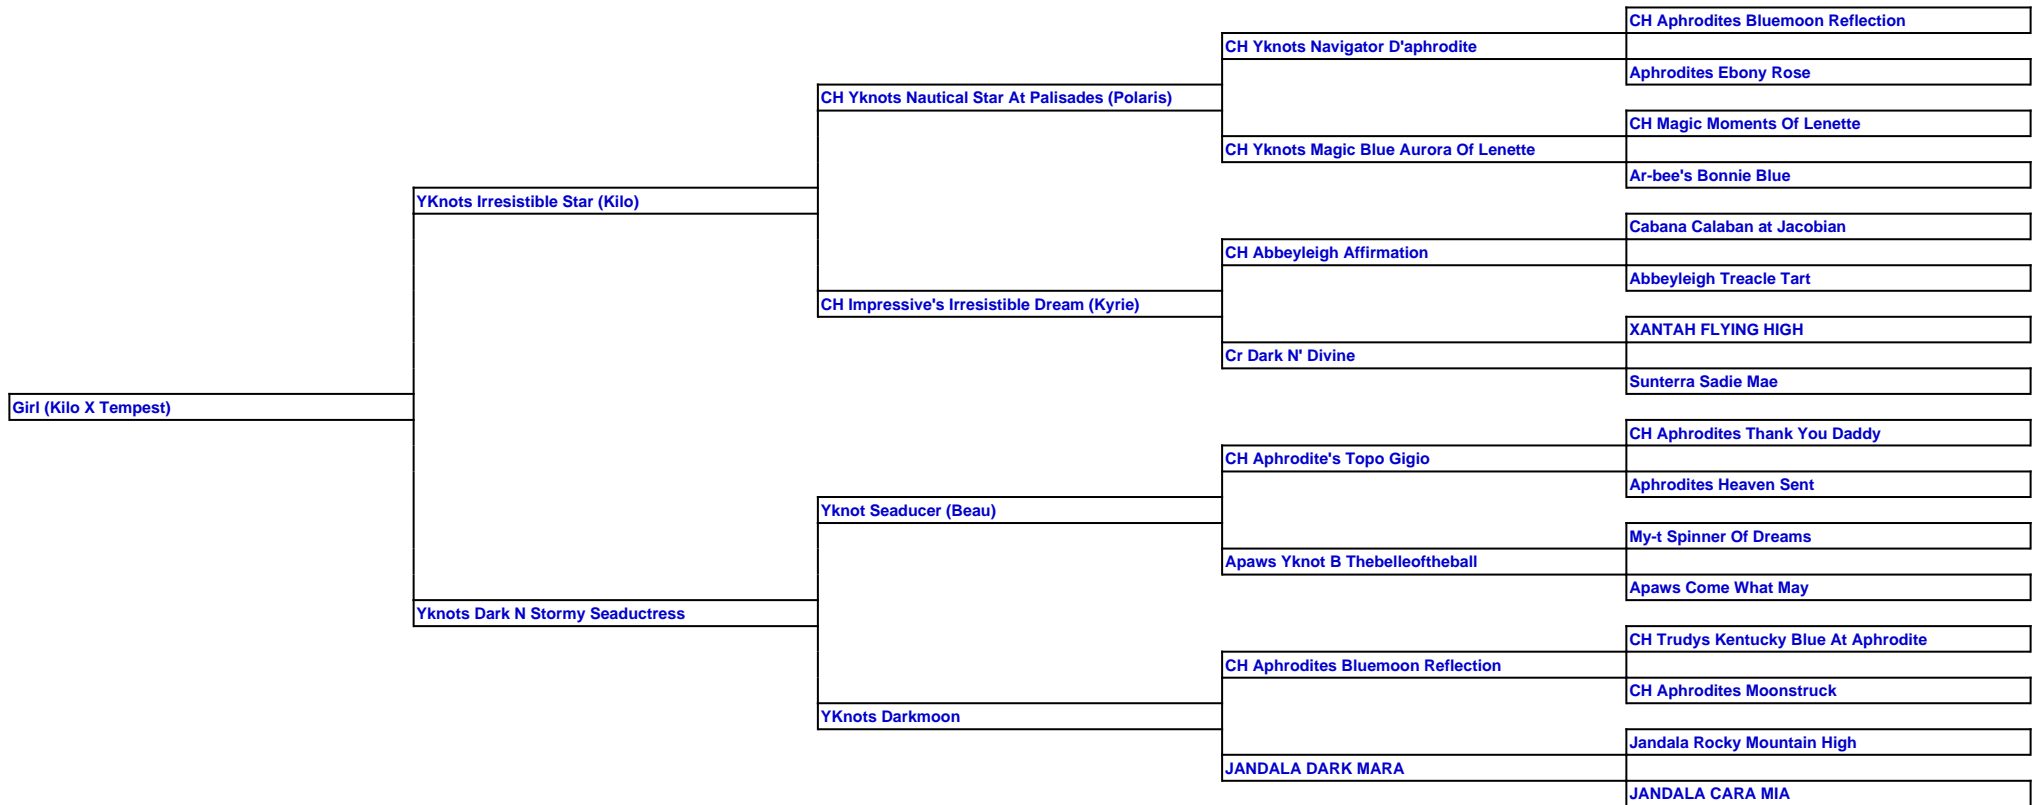 CH Aphrodites Bluemoon Reflection
CH Yknots Navigator D'aphrodite
Aphrodites Ebony Rose
CH Yknots Nautical Star At Palisades (Polaris)
CH Magic Moments Of Lenette
CH Yknots Magic Blue Aurora Of Lenette
Ar-bee's Bonnie Blue
YKnots Irresistible Star (Kilo)
Cabana Calaban at Jacobian
CH Abbeyleigh Affirmation
Abbeyleigh Treacle Tart
CH Impressive's Irresistible Dream (Kyrie)
XANTAH FLYING HIGH
Cr Dark N' Divine
Sunterra Sadie Mae
Girl (Kilo X Tempest)
CH Aphrodites Thank You Daddy
CH Aphrodite's Topo Gigio
Aphrodites Heaven Sent
Yknot Seaducer (Beau)
My-t Spinner Of Dreams
Apaws Yknot B Thebelleoftheball
Apaws Come What May
Yknots Dark N Stormy Seaductress
CH Trudys Kentucky Blue At Aphrodite
CH Aphrodites Bluemoon Reflection
CH Aphrodites Moonstruck
YKnots Darkmoon
Jandala Rocky Mountain High
JANDALA DARK MARA
JANDALA CARA MIA